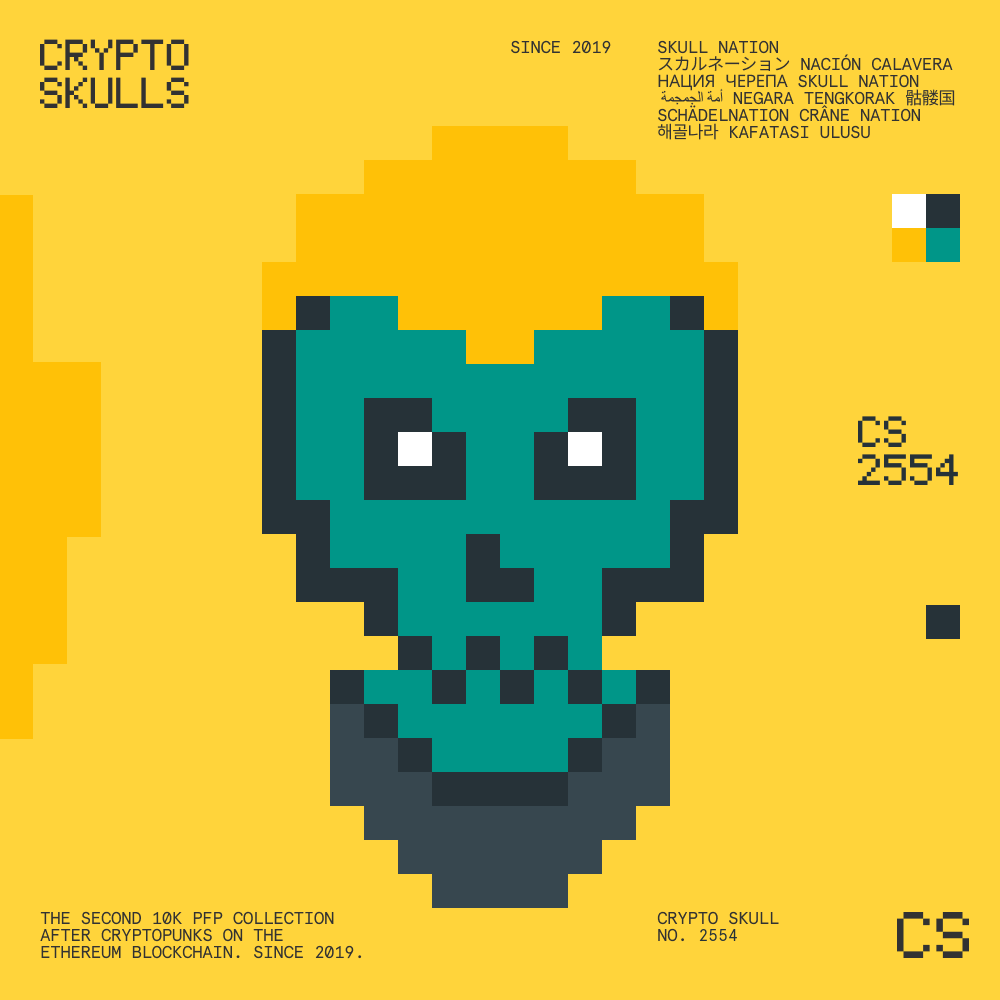 CRYPTO
SKULLS
SINCE 2019
SKULL NATION
スカルネーション NACIÓN CALAVERA
НАЦИЯ ЧЕРЕПА SKULL NATION
أمة الجمجمة NEGARA TENGKORAK 骷髅国
SCHÄDELNATION CRÂNE NATION
해골나라 KAFATASI ULUSU
CS
2554
THE SECOND 10K PFP COLLECTION
AFTER CRYPTOPUNKS ON THE
ETHEREUM BLOCKCHAIN. SINCE 2019.
CRYPTO SKULL
NO. 2554
CS